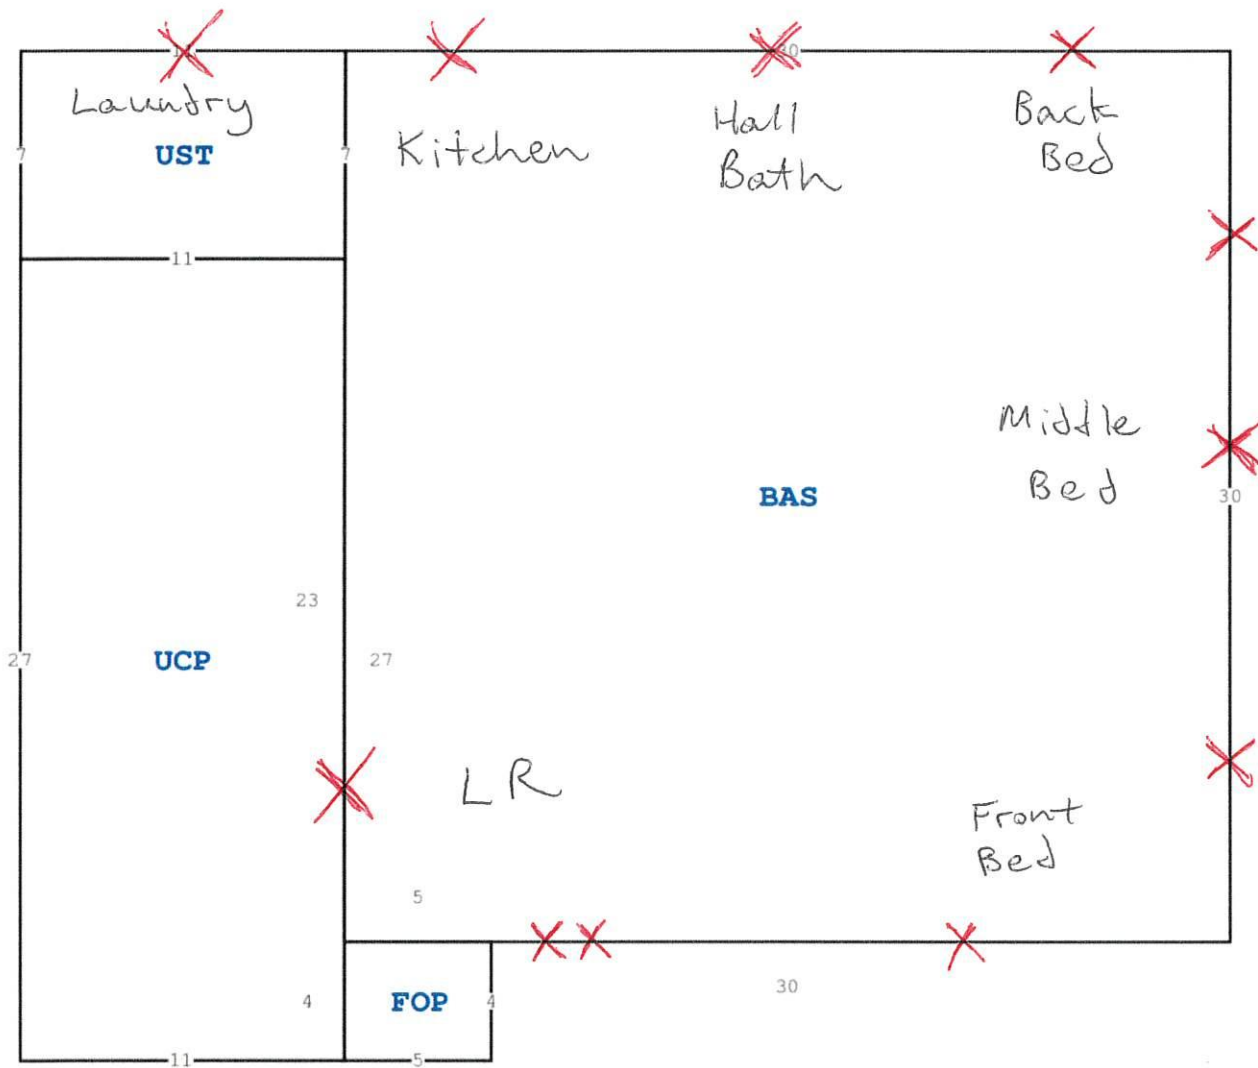 Laundry
UST
7
7
Kitchen
Hall
Bath
Back
Bed
11
Middle
Bed
BAS
30
23
27
UCP
27
LR
Front
Bed
5
4
FOP
4
30
11
5